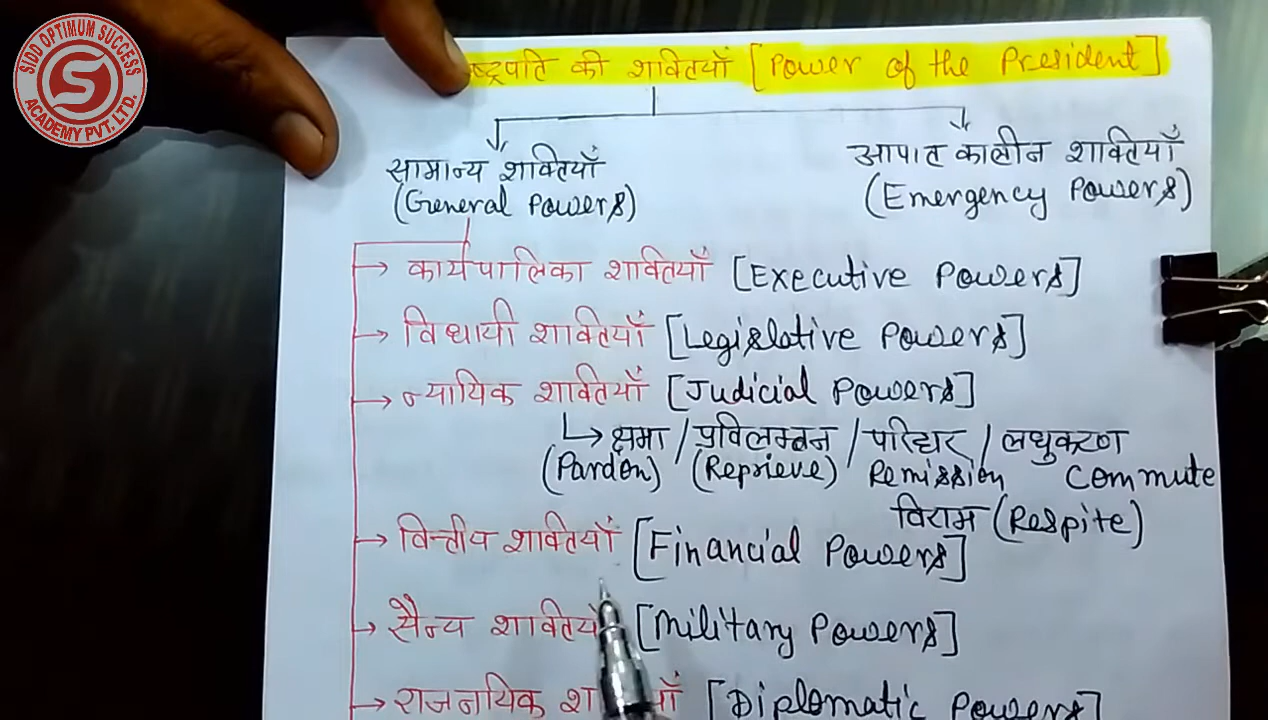 SIDD OPTIMUM SUCCESS
ACADEMY PVT. LTD.
S
ष्ट्रपति की शक्तियाँ [Power of the President]
सामान्य शक्तियाँ
(General Powers)
आपात कालीन शक्तियाँ
(Emergency Powers)
कार्यपालिका शक्तियाँ [Executive Powers]
विधायी शक्तियाँ [Legislative Powers]
न्यायिक शक्तियाँ [Judicial Powers]
क्षमा / प्रविलम्बन / परिहार / लघुकरण
(Pardon) (Reprieve) Remission Commute
विराम (Respite)
वित्तीय शक्तियाँ [Financial Powers]
सैन्य [Military Powers]
राजनयिक [Diplomatic Powers]